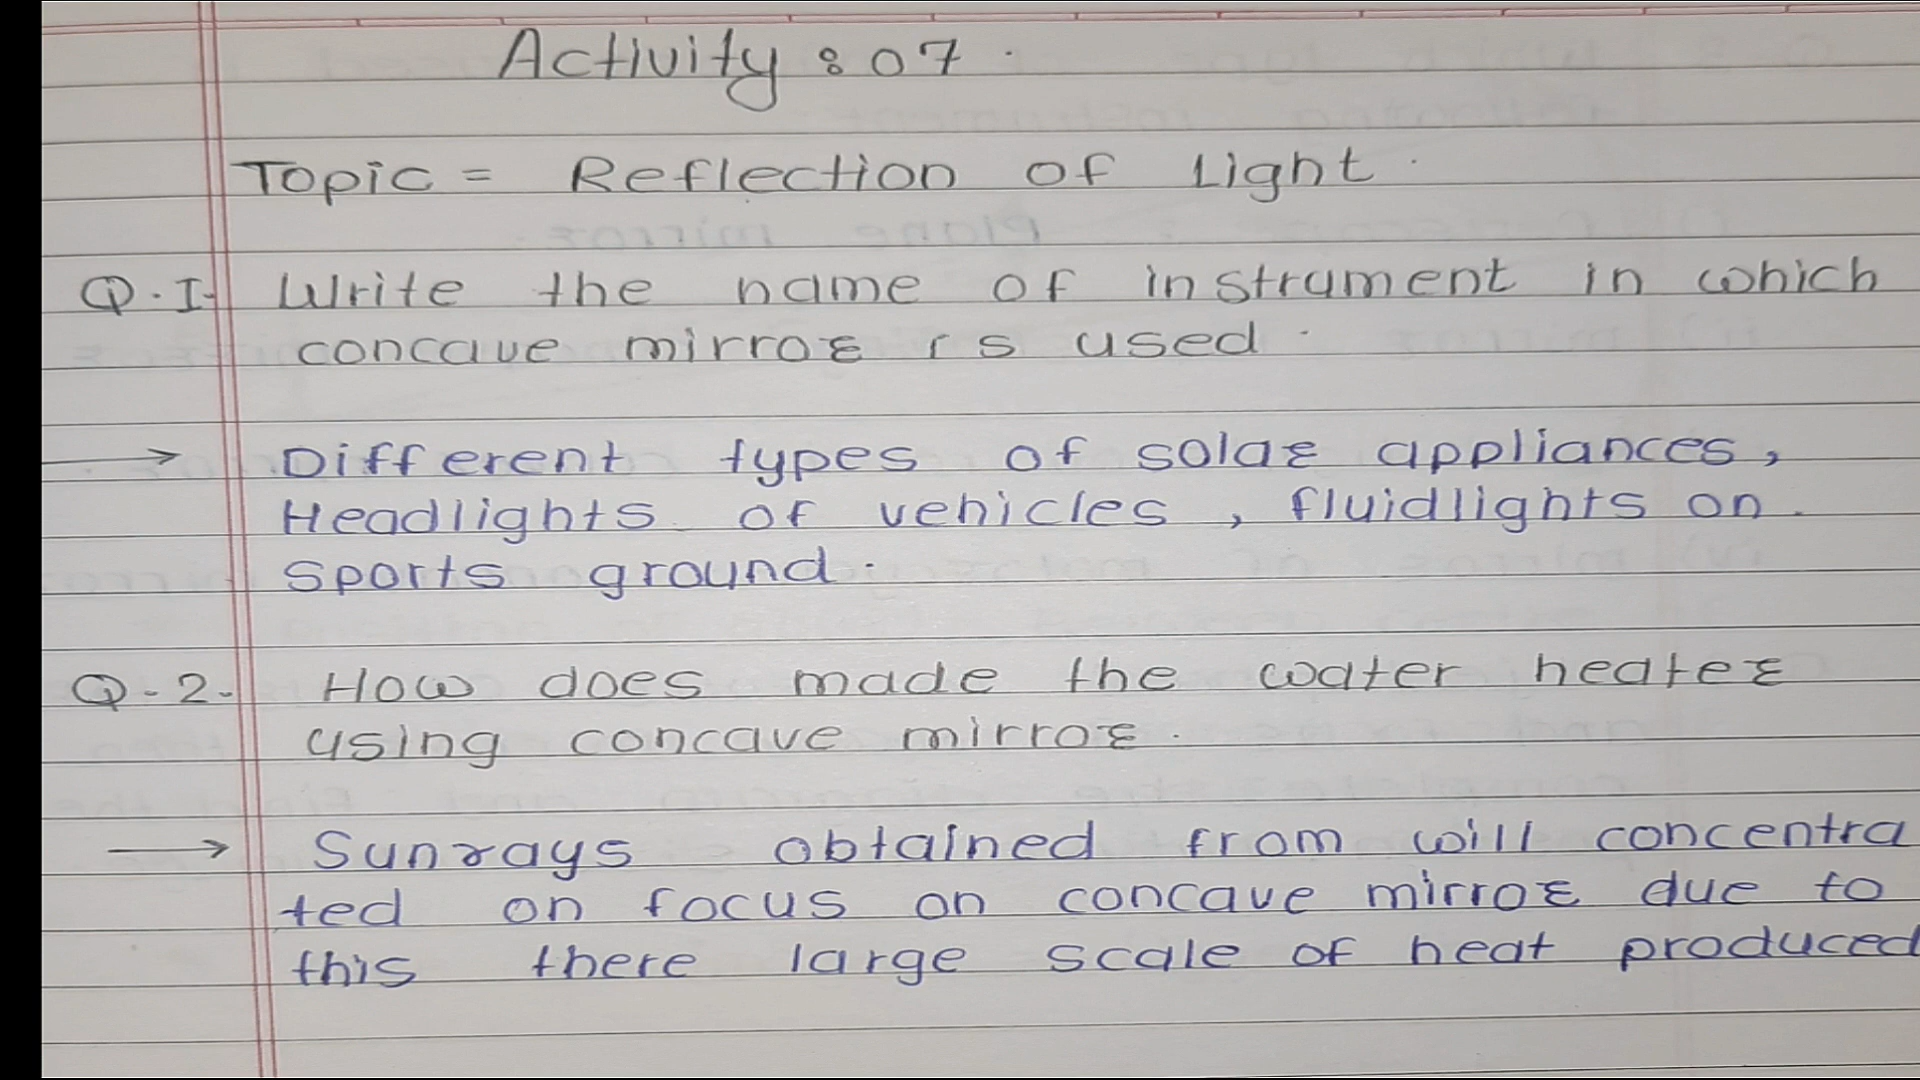 Activity : 07.
Topic = Reflection of Light.
Q.1- Write the name of instrument in which
concave mirror is used.
→ Different types of solar appliances,
Headlights of vehicles, fluidlights on
sports ground.
Q-2- How does made the water heater
using concave mirror.
→ Sunrays obtained from will concentra
ted on focus on concave mirror due to
this there large scale of heat produced